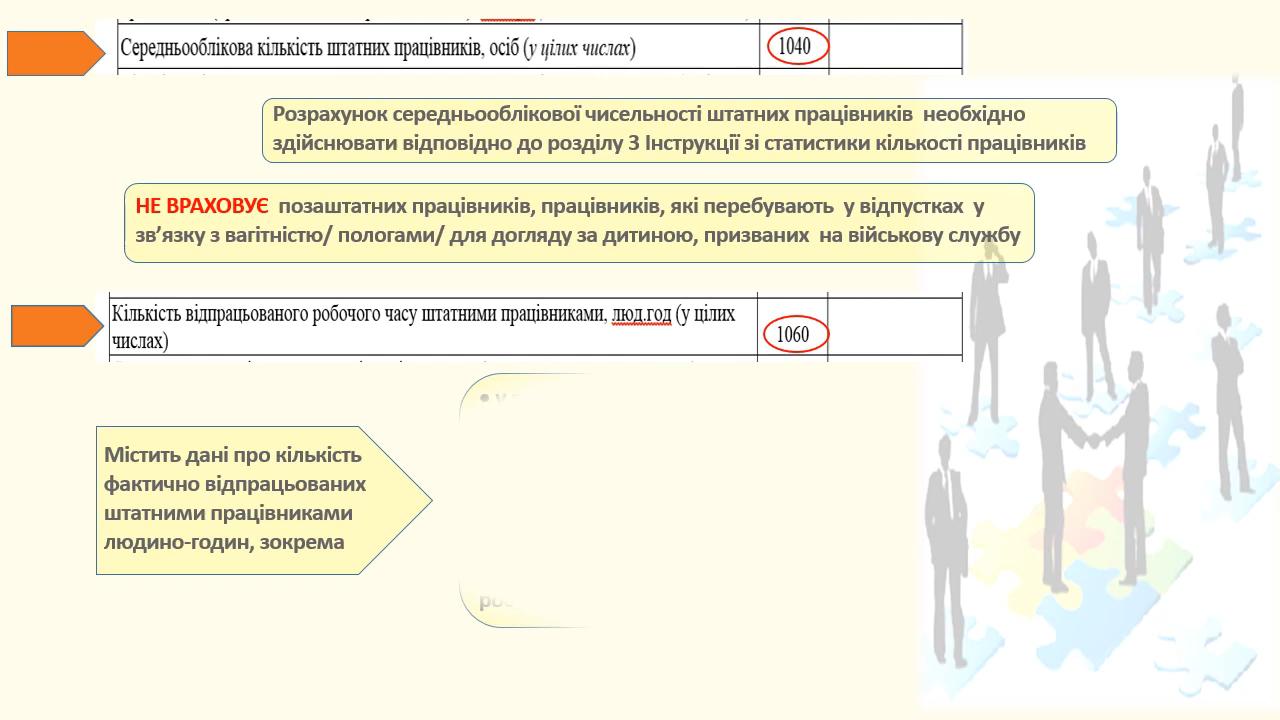 Середньооблікова кількість штатних працівників, осіб (у цілих числах) 1040
Розрахунок середньооблікової чисельності штатних працівників необхідно
здійснювати відповідно до розділу 3 Інструкції зі статистики кількості працівників
НЕ ВРАХОВУЄ позаштатних працівників, працівників, які перебувають у відпустках у
зв’язку з вагітністю/ пологами/ для догляду за дитиною, призваних на військову службу
Кількість відпрацьованого робочого часу штатними працівниками, люд.год (у цілих
числах) 1060
Містить дані про кількість
фактично відпрацьованих
штатними працівниками
людино-годин, зокрема